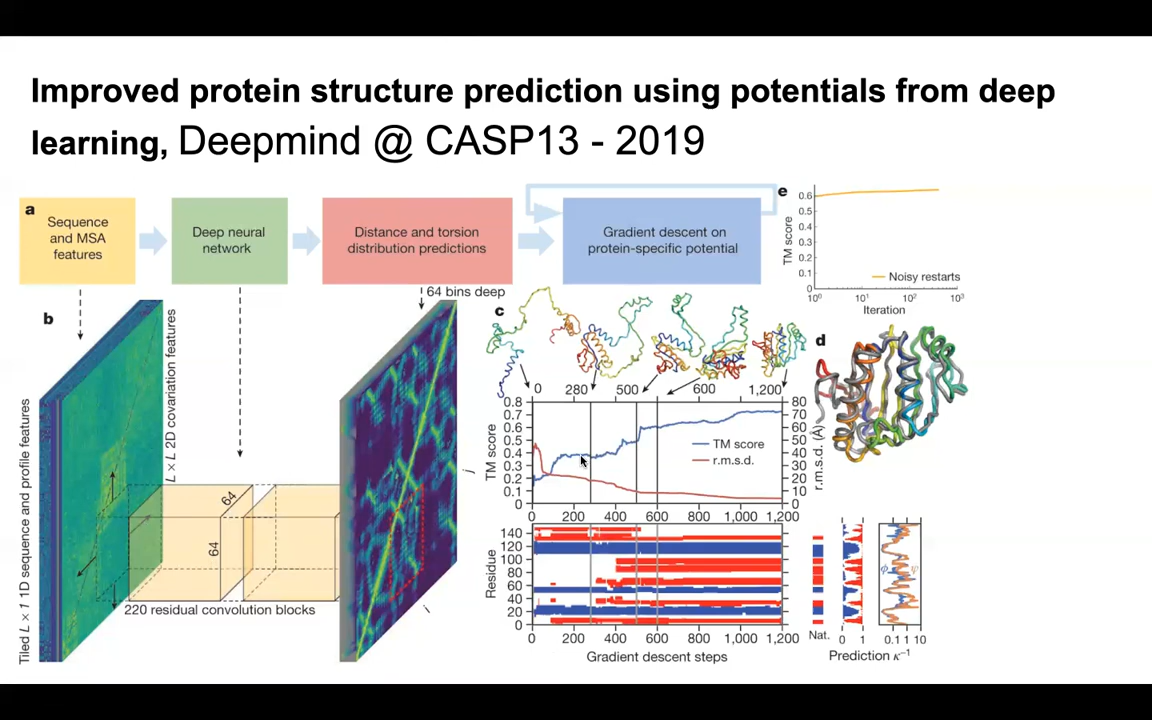 Improved protein structure prediction using potentials from deep
learning, Deepmind @ CASP13 - 2019
a
Sequence
and MSA
features
Deep neural
network
Distance and torsion
distribution predictions
Gradient descent on
protein-specific potential
e
TM score
0.6
0.5
0.4
0.3
0.2
0.1
0
Noisy restarts
10⁰ 10¹ 10² 10³
Iteration
b
Tiled L × 1 1D sequence and profile features
L × L 2D covariation features
64
64
220 residual convolution blocks
64 bins deep
j
i
c
0 280 500 600 1,200
TM score
0.8
0.7
0.6
0.5
0.4
0.3
0.2
0.1
0
TM score
r.m.s.d.
80
70
60
50
40
30
20
10
0
r.m.s.d. (Å)
0 200 400 600 800 1,000 1,200
Residue
140
120
100
80
60
40
20
0
0 200 400 600 800 1,000 1,200
Gradient descent steps
d
Nat.
0 1
ϕ ψ
0.1 1 10
Prediction κ⁻¹